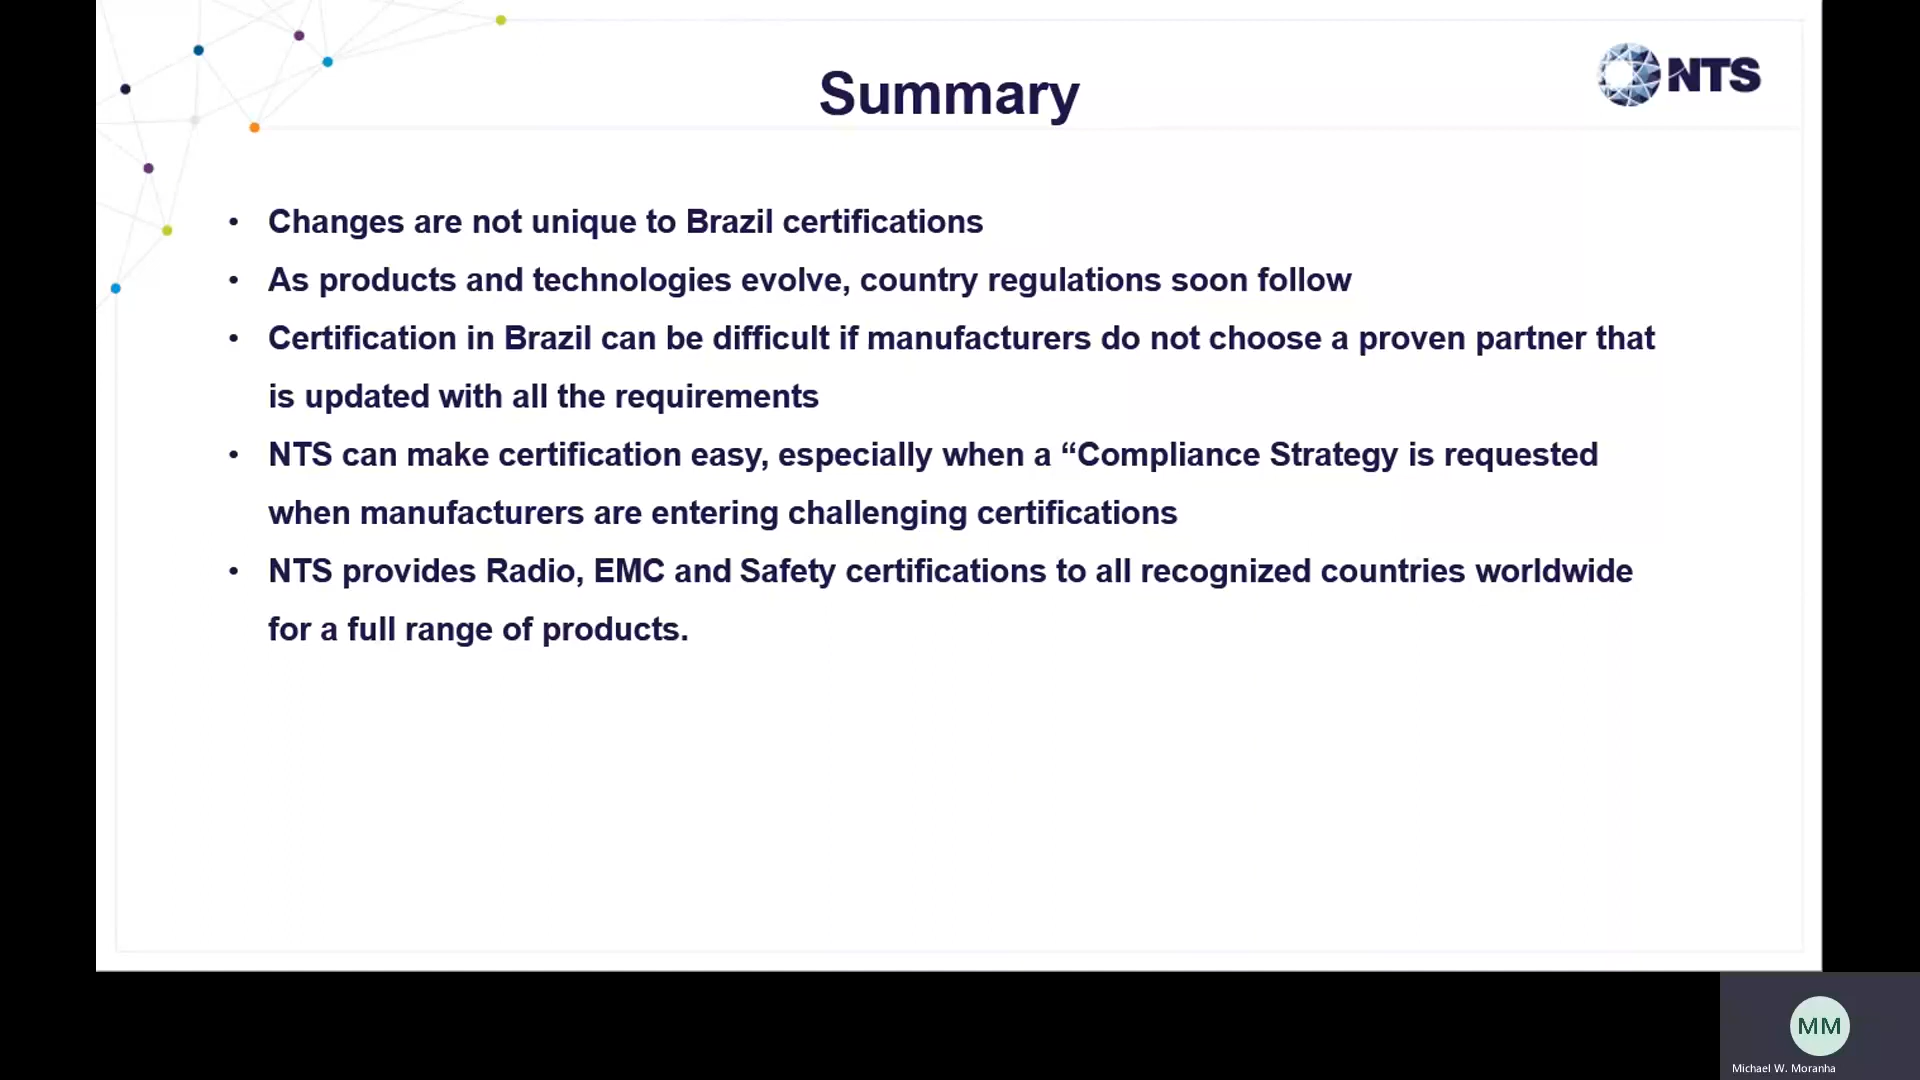 NTS
Summary
• Changes are not unique to Brazil certifications
• As products and technologies evolve, country regulations soon follow
• Certification in Brazil can be difficult if manufacturers do not choose a proven partner that
is updated with all the requirements
• NTS can make certification easy, especially when a “Compliance Strategy is requested
when manufacturers are entering challenging certifications
• NTS provides Radio, EMC and Safety certifications to all recognized countries worldwide
for a full range of products.
MM
Michael W. Moranha